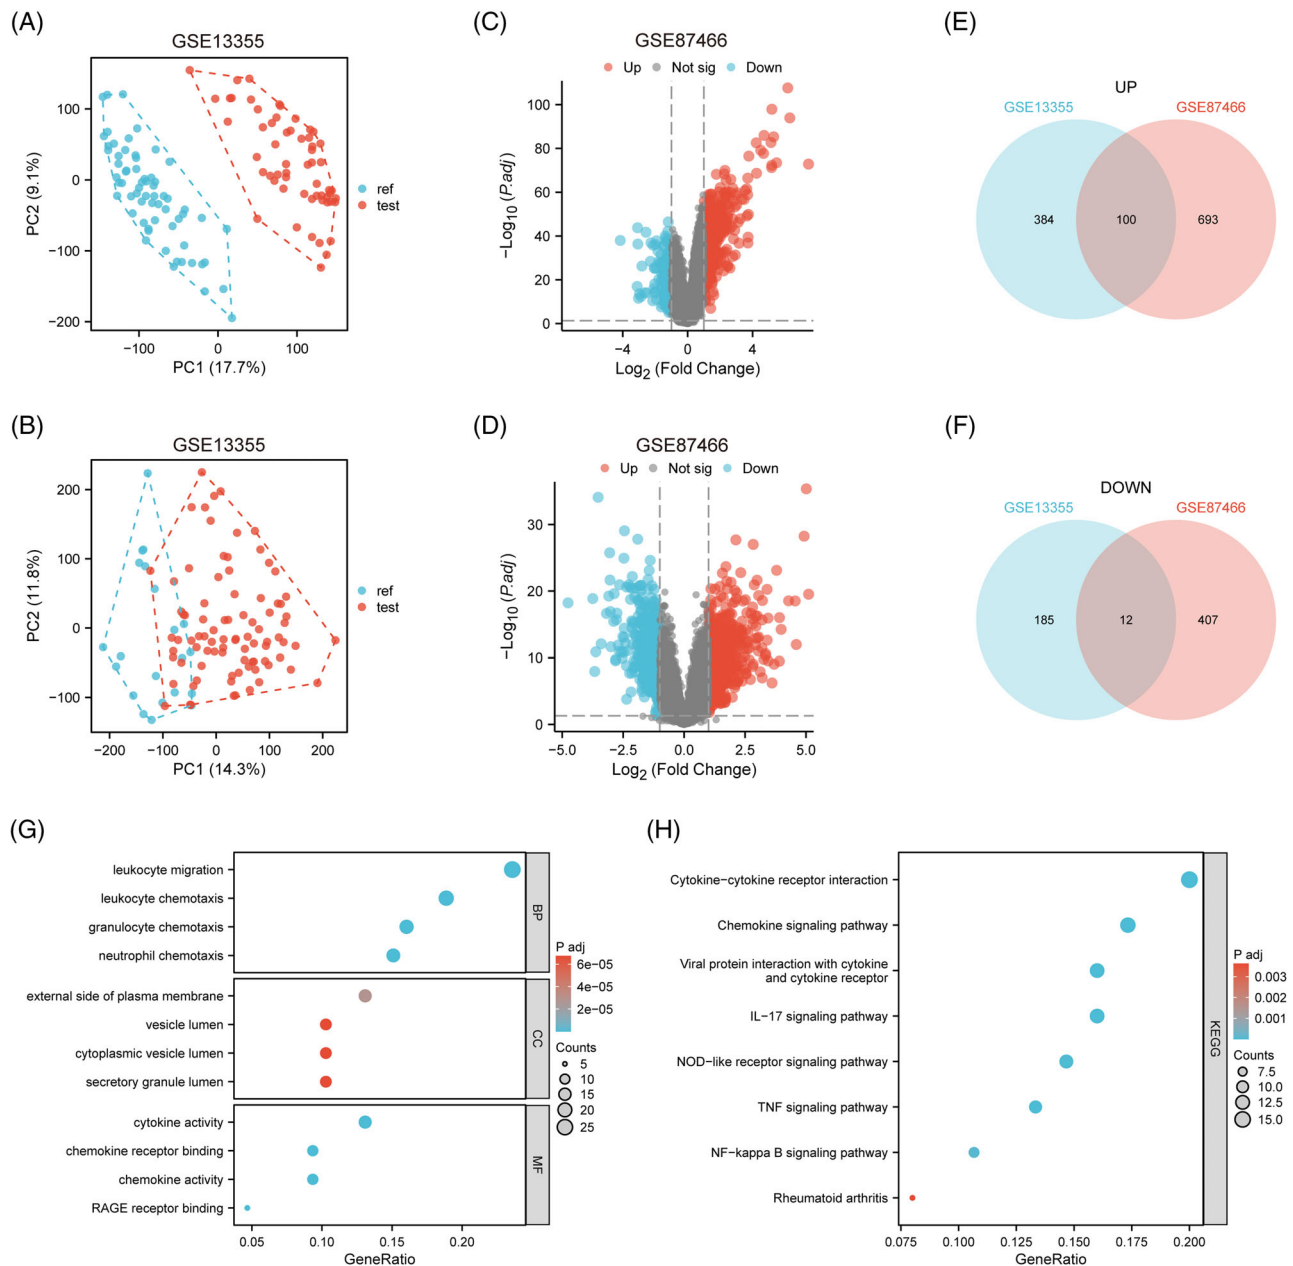 (A)
GSE13355
PC2 (9.1%)
100
0
−100
−200
−100
0
100
PC1 (17.7%)
ref
test
(C)
GSE87466
Up
Not sig
Down
−Log10 (P.adj)
100
80
60
40
20
0
−4
0
4
Log2 (Fold Change)
(E)
UP
GSE13355
GSE87466
384
100
693
(B)
GSE13355
PC2 (11.8%)
200
100
0
−100
−200
−100
0
100
200
PC1 (14.3%)
ref
test
(D)
GSE87466
Up
Not sig
Down
−Log10 (P.adj)
30
20
10
0
−5.0
−2.5
0.0
2.5
5.0
Log2 (Fold Change)
(F)
DOWN
GSE13355
GSE87466
185
12
407
(G)
leukocyte migration
leukocyte chemotaxis
granulocyte chemotaxis
neutrophil chemotaxis
BP
external side of plasma membrane
vesicle lumen
cytoplasmic vesicle lumen
secretory granule lumen
CC
cytokine activity
chemokine receptor binding
chemokine activity
RAGE receptor binding
MF
0.05
0.10
0.15
0.20
GeneRatio
P adj
6e−05
4e−05
2e−05
Counts
5
10
15
20
25
(H)
Cytokine−cytokine receptor interaction
Chemokine signaling pathway
Viral protein interaction with cytokine
and cytokine receptor
IL−17 signaling pathway
NOD−like receptor signaling pathway
TNF signaling pathway
NF−kappa B signaling pathway
Rheumatoid arthritis
KEGG
0.075
0.100
0.125
0.150
0.175
0.200
GeneRatio
P adj
0.003
0.002
0.001
Counts
7.5
10.0
12.5
15.0